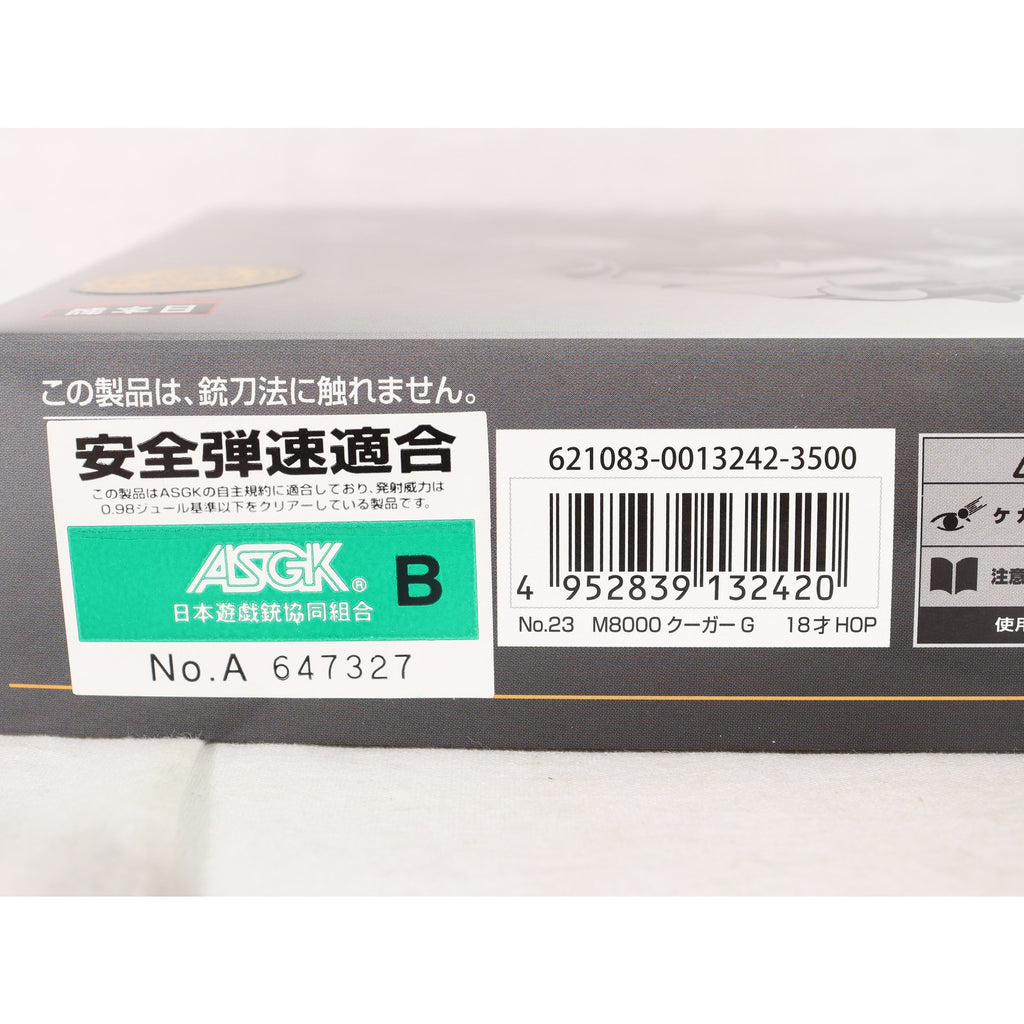 日本製
この製品は、銃刀法に触れません。
安全弾速適合
この製品はASGKの自主規約に適合しており、発射威力は
0.98ジュール基準以下をクリアーしている製品です。
ASGK® B
日本遊戯銃協同組合
No.A 647327
621083-0013242-3500
4 952839 132420
No.23 M8000 クーガー G 18才 HOP
ケガ
注意
使用